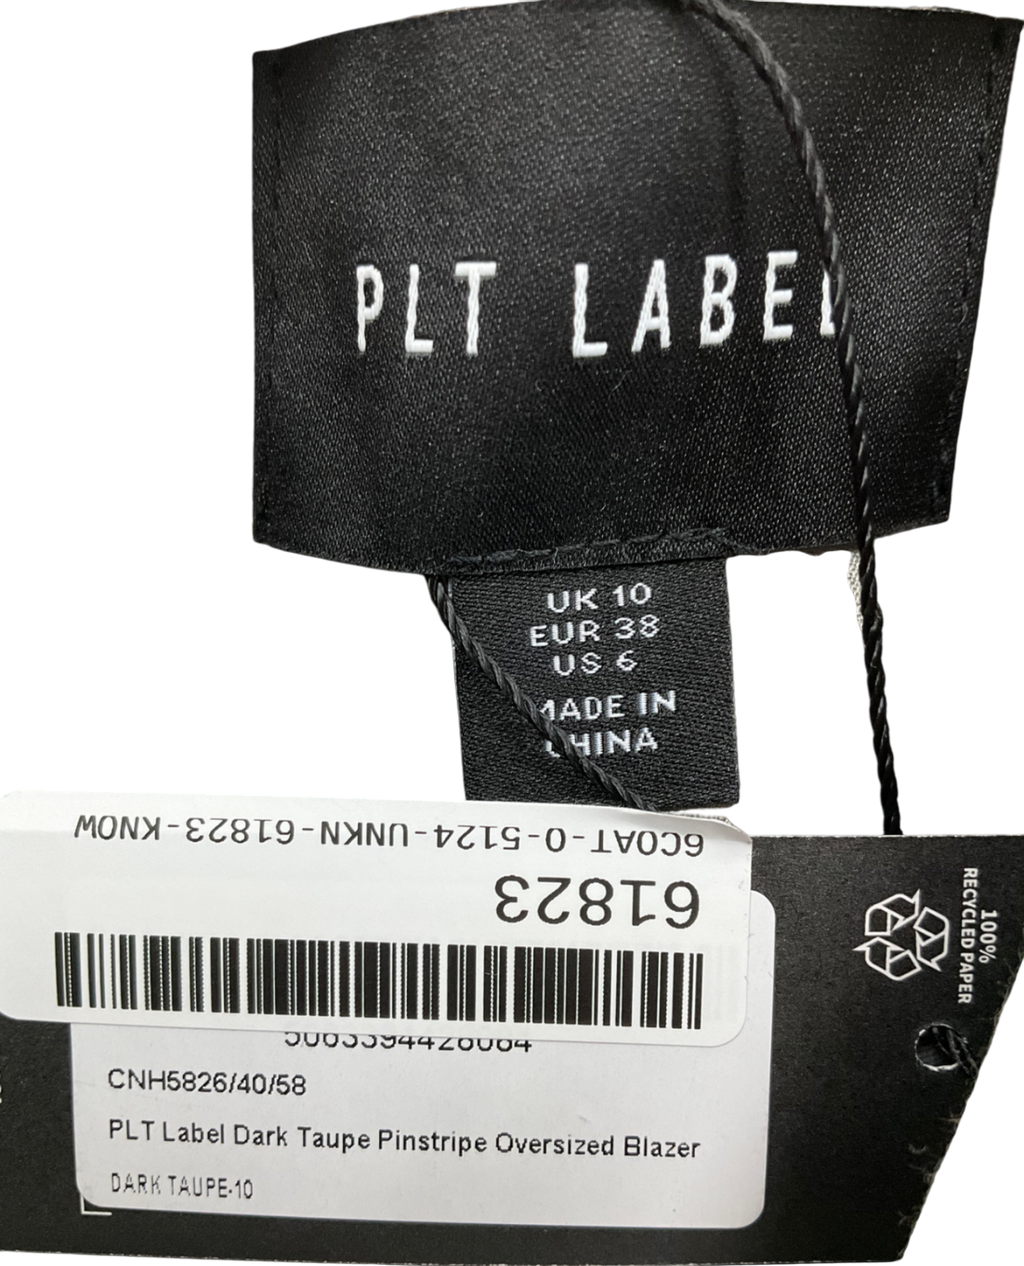 PLT LABEL
UK 10
EUR 38
US 6
MADE IN
CHINA
6COAT-0-5124-UNKN-61823-KNOW
61823
100%
RECYCLED PAPER
CNH5826/40/58
PLT Label Dark Taupe Pinstripe Oversized Blazer
DARK TAUPE-10